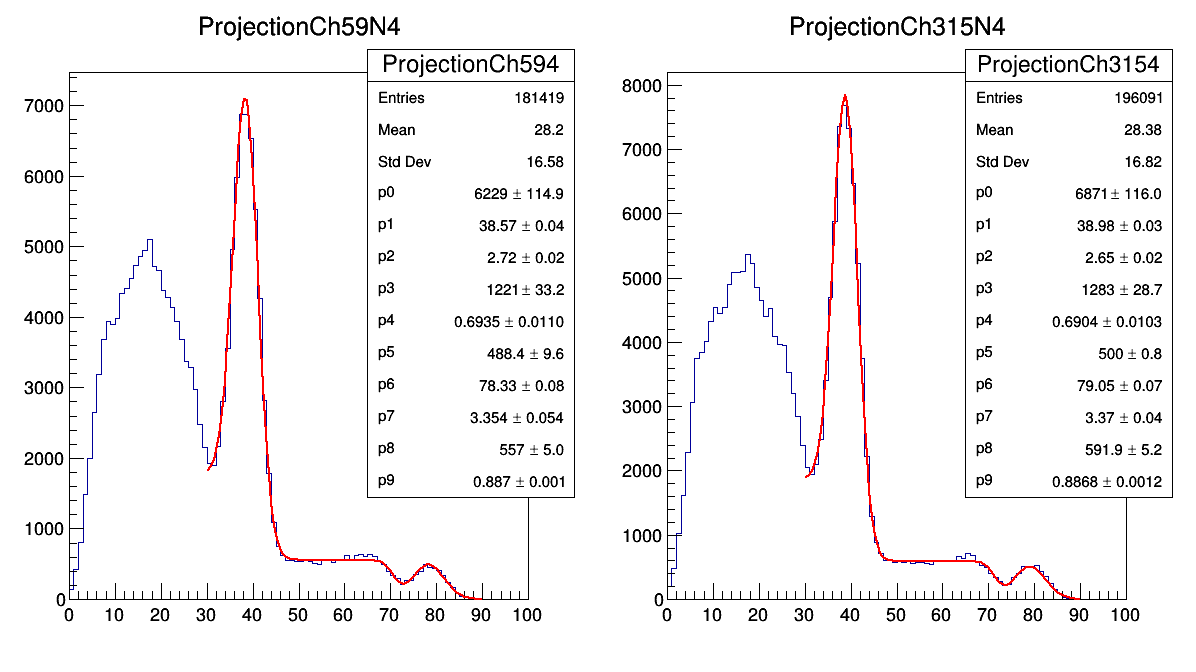 ProjectionCh59N4
ProjectionCh594
Entries 181419
Mean 28.2
Std Dev 16.58
p0 6229 ± 114.9
p1 38.57 ± 0.04
p2 2.72 ± 0.02
p3 1221 ± 33.2
p4 0.6935 ± 0.0110
p5 488.4 ± 9.6
p6 78.33 ± 0.08
p7 3.354 ± 0.054
p8 557 ± 5.0
p9 0.887 ± 0.001
7000
6000
5000
4000
3000
2000
1000
0
0 10 20 30 40 50 60 70 80 90 100
ProjectionCh315N4
ProjectionCh3154
Entries 196091
Mean 28.38
Std Dev 16.82
p0 6871 ± 116.0
p1 38.98 ± 0.03
p2 2.65 ± 0.02
p3 1283 ± 28.7
p4 0.6904 ± 0.0103
p5 500 ± 0.8
p6 79.05 ± 0.07
p7 3.37 ± 0.04
p8 591.9 ± 5.2
p9 0.8868 ± 0.0012
8000
7000
6000
5000
4000
3000
2000
1000
0
0 10 20 30 40 50 60 70 80 90 100